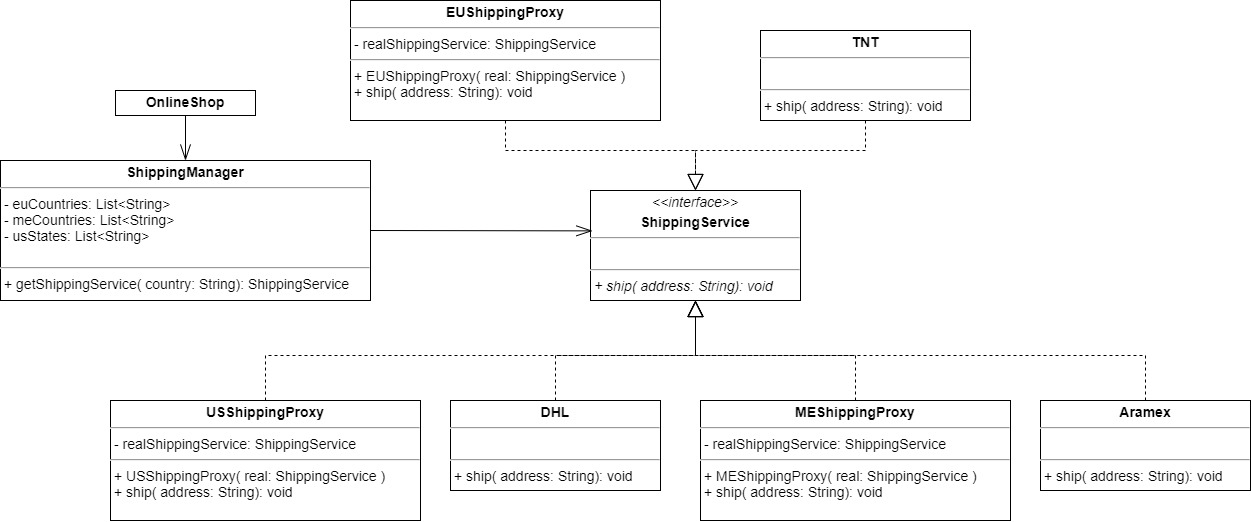 EUShippingProxy
- realShippingService: ShippingService
+ EUShippingProxy( real: ShippingService )
+ ship( address: String): void
TNT
+ ship( address: String): void
OnlineShop
ShippingManager
- euCountries: List<String>
- meCountries: List<String>
- usStates: List<String>
+ getShippingService( country: String): ShippingService
<<interface>>
ShippingService
+ ship( address: String): void
USShippingProxy
- realShippingService: ShippingService
+ USShippingProxy( real: ShippingService )
+ ship( address: String): void
DHL
+ ship( address: String): void
MEShippingProxy
- realShippingService: ShippingService
+ MEShippingProxy( real: ShippingService )
+ ship( address: String): void
Aramex
+ ship( address: String): void